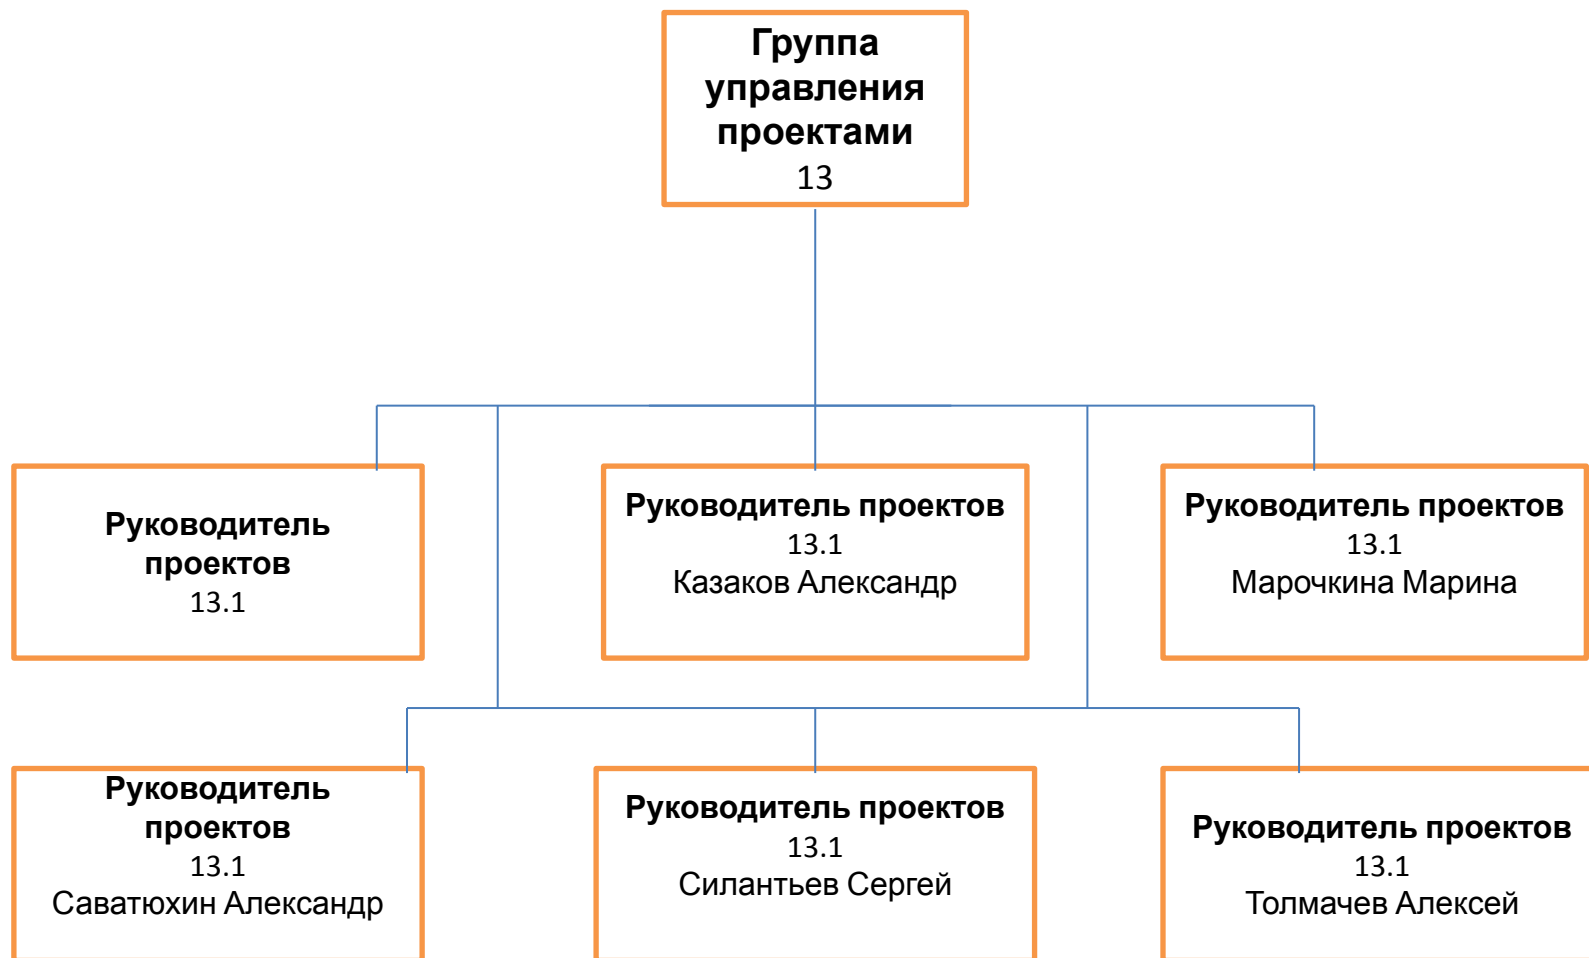 Группа
управления
проектами
13
Руководитель
проектов
13.1
Руководитель проектов
13.1
Казаков Александр
Руководитель проектов
13.1
Марочкина Марина
Руководитель
проектов
13.1
Саватюхин Александр
Руководитель проектов
13.1
Силантьев Сергей
Руководитель проектов
13.1
Толмачев Алексей